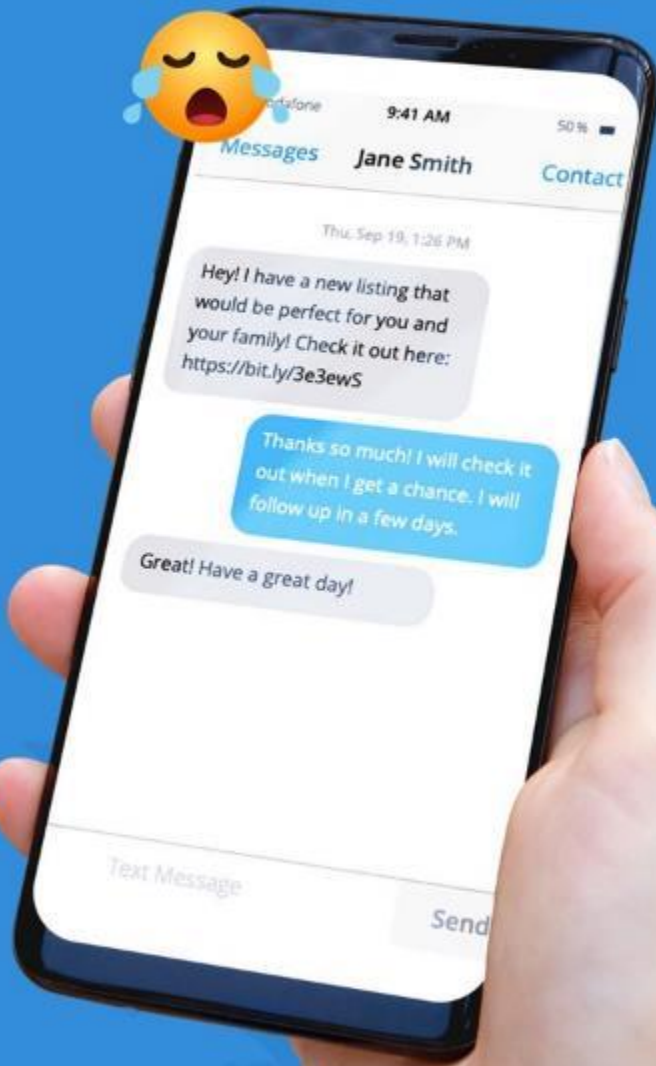 9:41 AM 50%
Messages Jane Smith Contact
Thu, Sep 19, 1:26 PM
Hey! I have a new listing that
would be perfect for you and
your family! Check it out here:
https://bit.ly/3e3ewS
Thanks so much! I will check it
out when I get a chance. I will
follow up in a few days.
Great! Have a great day!
Text Message
Send